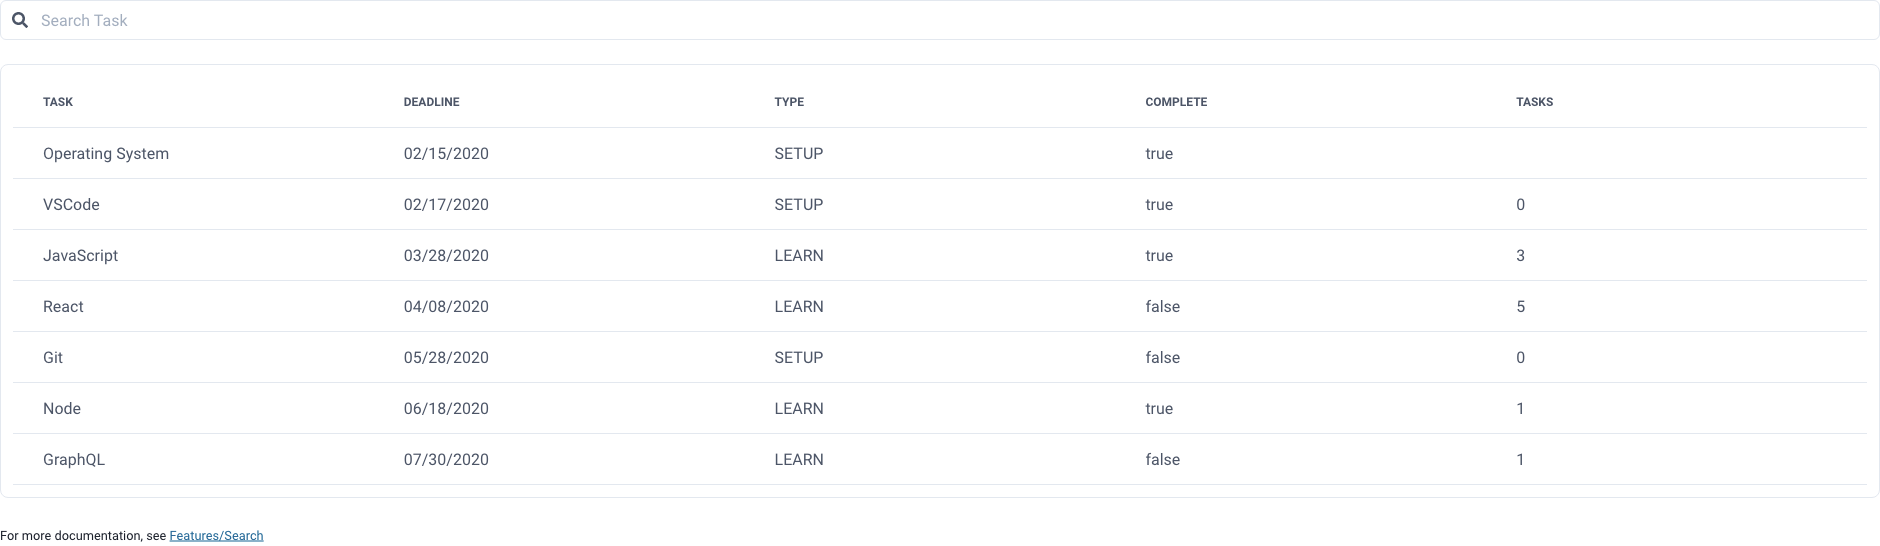 Search Task
TASK DEADLINE TYPE COMPLETE TASKS
Operating System 02/15/2020 SETUP true
VSCode 02/17/2020 SETUP true 0
JavaScript 03/28/2020 LEARN true 3
React 04/08/2020 LEARN false 5
Git 05/28/2020 SETUP false 0
Node 06/18/2020 LEARN true 1
GraphQL 07/30/2020 LEARN false 1
For more documentation, see Features/Search